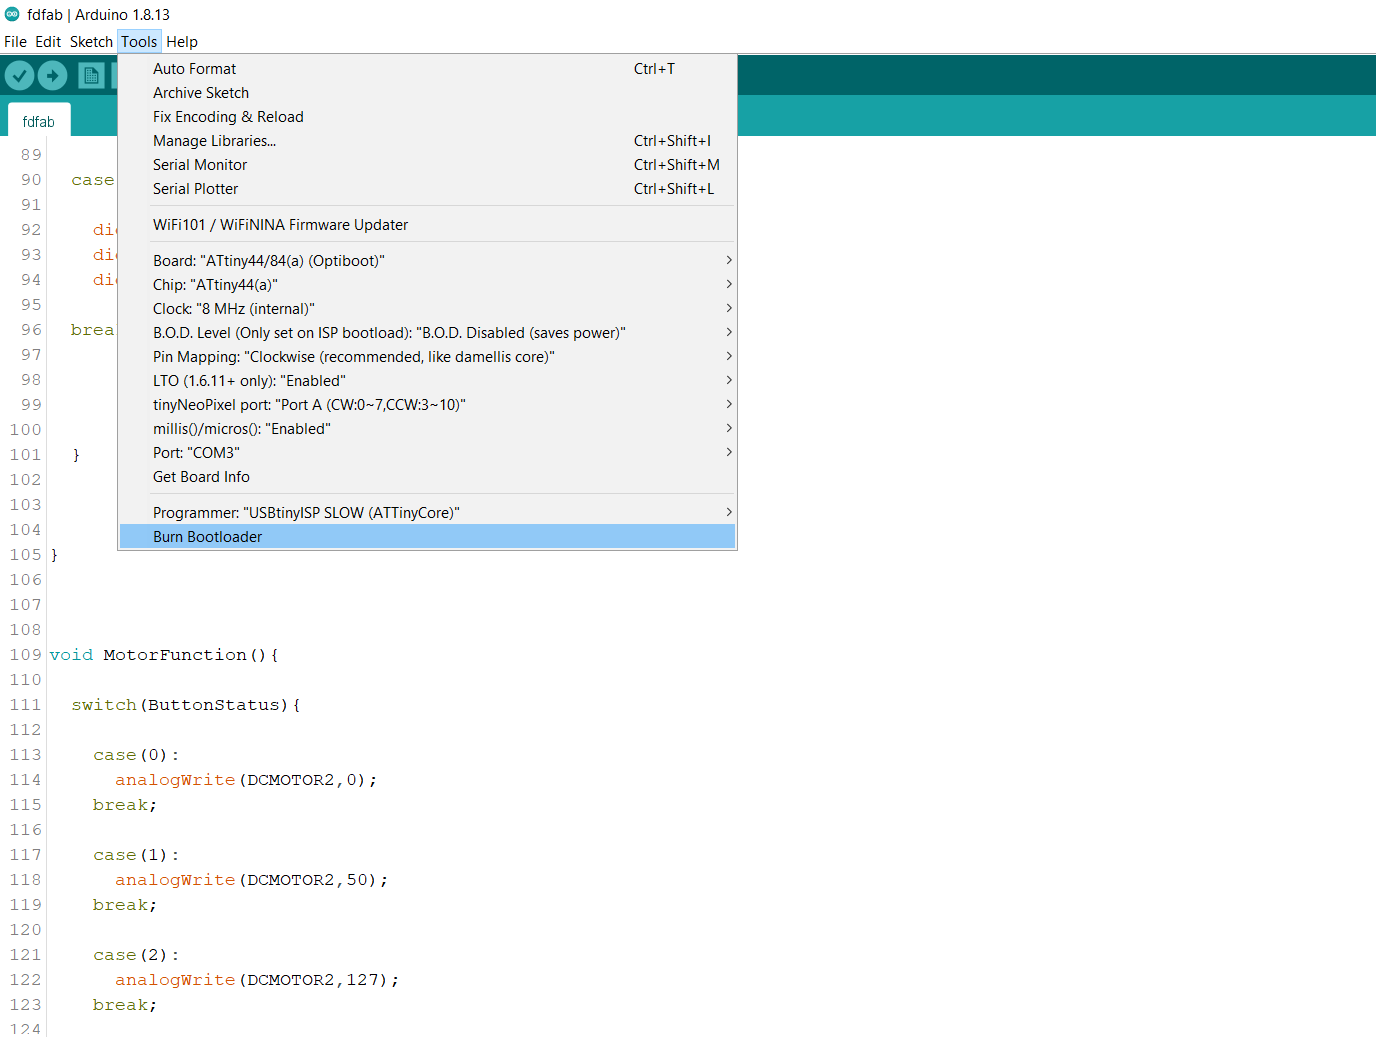 fdfab | Arduino 1.8.13
File Edit Sketch Tools Help
fdfab
Auto Format Ctrl+T
Archive Sketch
Fix Encoding & Reload
Manage Libraries... Ctrl+Shift+I
Serial Monitor Ctrl+Shift+M
Serial Plotter Ctrl+Shift+L
WiFi101 / WiFiNINA Firmware Updater
Board: "ATtiny44/84(a) (Optiboot)"
Chip: "ATtiny44(a)"
Clock: "8 MHz (internal)"
B.O.D. Level (Only set on ISP bootload): "B.O.D. Disabled (saves power)"
Pin Mapping: "Clockwise (recommended, like damellis core)"
LTO (1.6.11+ only): "Enabled"
tinyNeoPixel port: "Port A (CW:0~7,CCW:3~10)"
millis()/micros(): "Enabled"
Port: "COM3"
Get Board Info
Programmer: "USBtinyISP SLOW (ATTinyCore)"
Burn Bootloader
89
90 case
91
92 di
93 di
94 di
95
96 brea
97
98
99
100
101 }
102
103
104
105 }
106
107
108
109 void MotorFunction(){
110
111 switch(ButtonStatus){
112
113 case(0):
114 analogWrite(DCMOTOR2,0);
115 break;
116
117 case(1):
118 analogWrite(DCMOTOR2,50);
119 break;
120
121 case(2):
122 analogWrite(DCMOTOR2,127);
123 break;
124